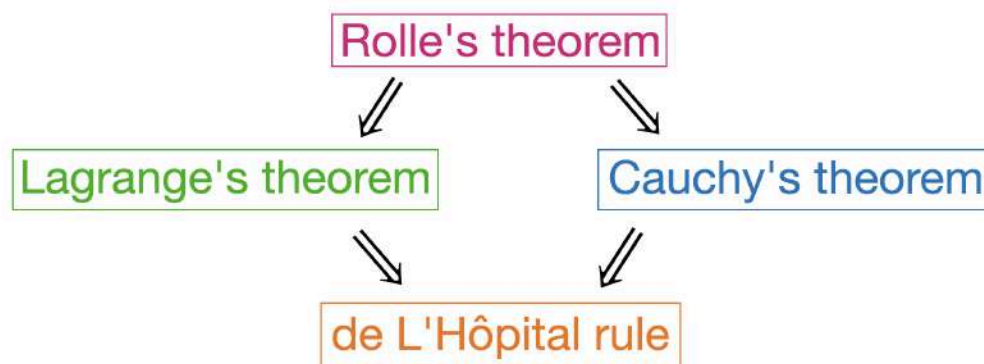 Rolle's theorem
Lagrange's theorem
Cauchy's theorem
de L'Hôpital rule